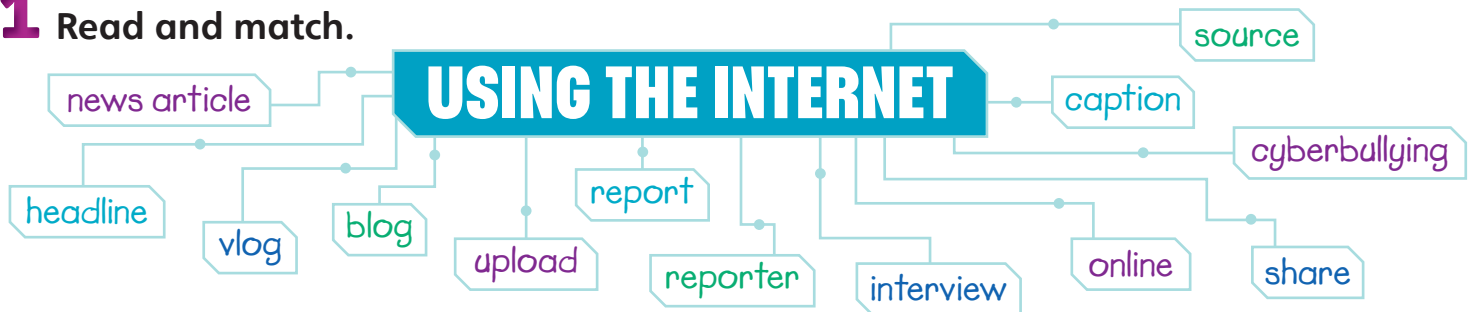 1 Read and match.
USING THE INTERNET
source
news article
caption
cyberbullying
headline
report
blog
vlog
upload
reporter
interview
online
share